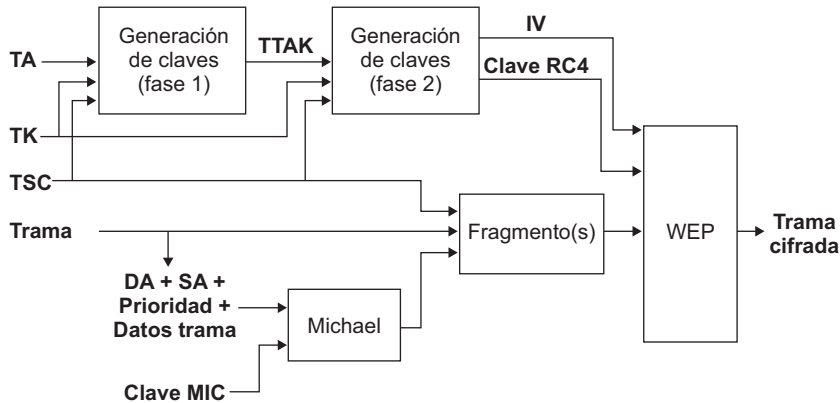 IV
Generación
de claves
(fase 1)
TTAK
Generación
de claves
(fase 2)
Clave RC4
TA
TK
TSC
Trama
Fragmento(s)
WEP
Trama
cifrada
DA + SA +
Prioridad +
Datos trama
Michael
Clave MIC